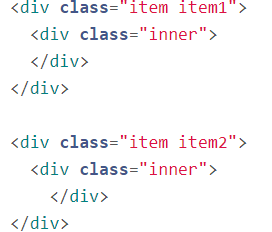 <div class="item item1">
  <div class="inner">
  </div>
</div>

<div class="item item2">
  <div class="inner">
    </div>
</div>